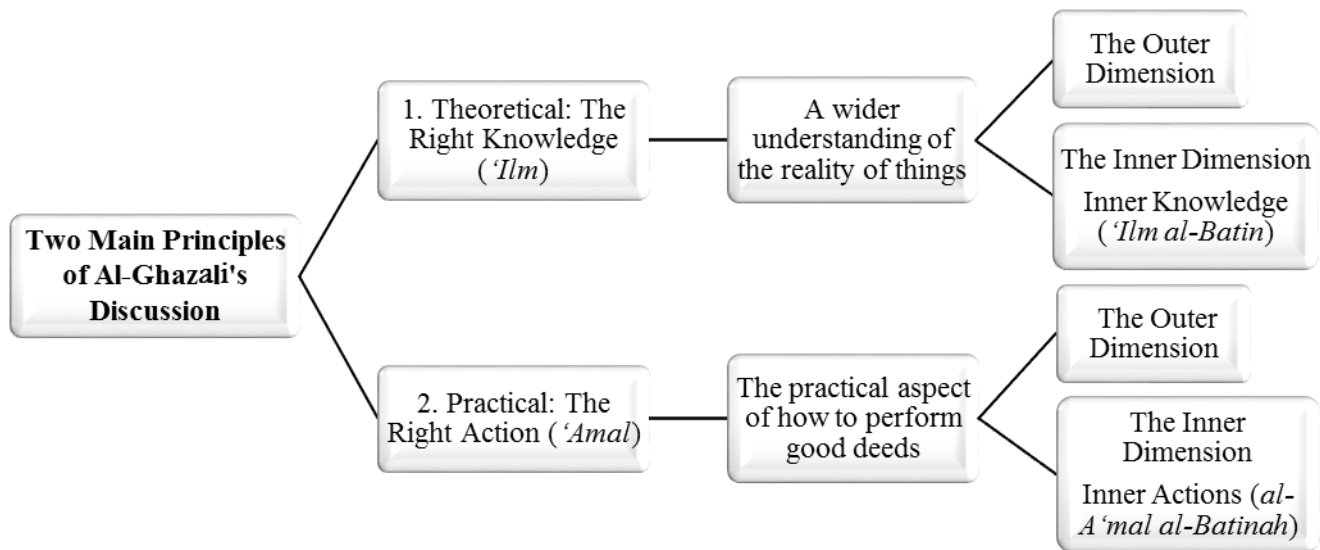 Two Main Principles
of Al-Ghazali's
Discussion
1. Theoretical: The
Right Knowledge
(‘Ilm)
A wider
understanding of
the reality of things
The Outer
Dimension
The Inner Dimension
Inner Knowledge
(‘Ilm al-Batin)
2. Practical: The
Right Action (‘Amal)
The practical aspect
of how to perform
good deeds
The Outer
Dimension
The Inner
Dimension
Inner Actions (al-
A‘mal al-Batinah)